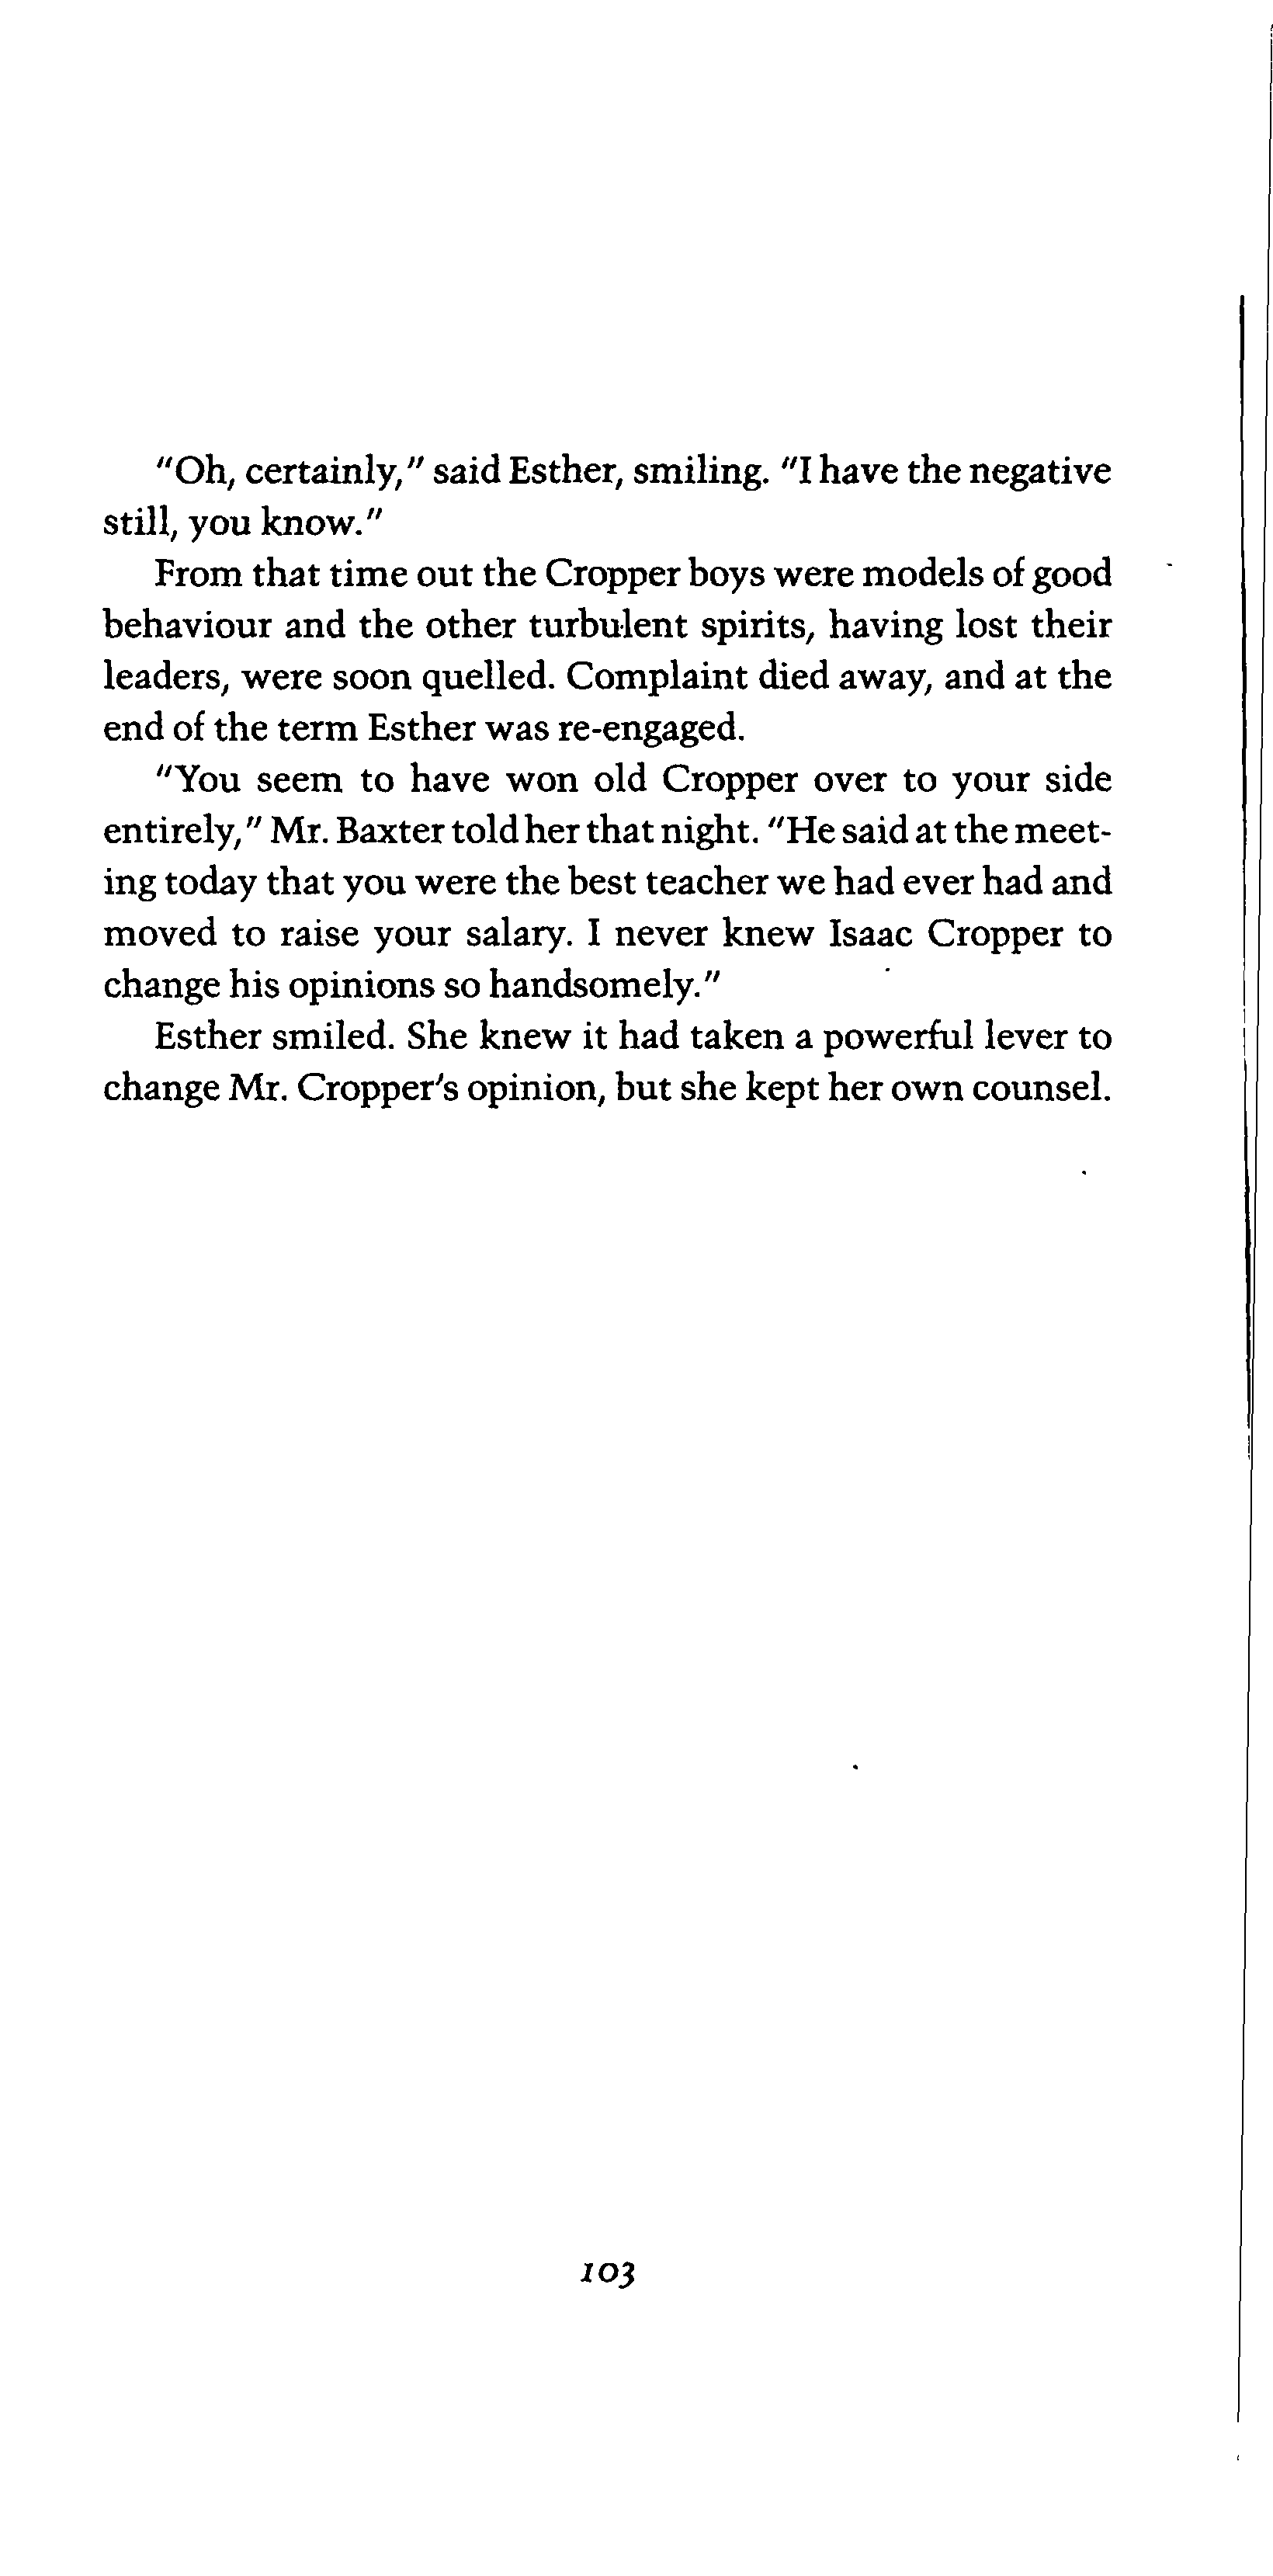 "Oh, certainly," said Esther, smiling. "I have the negative
still, you know."
From that time out the Cropper boys were models of good
behaviour and the other turbulent spirits, having lost their
leaders, were soon quelled. Complaint died away, and at the
end of the term Esther was re-engaged.
"You seem to have won old Cropper over to your side
entirely," Mr. Baxter told her that night. "He said at the meet-
ing today that you were the best teacher we had ever had and
moved to raise your salary. I never knew Isaac Cropper to
change his opinions so handsomely."
Esther smiled. She knew it had taken a powerful lever to
change Mr. Cropper's opinion, but she kept her own counsel.
103